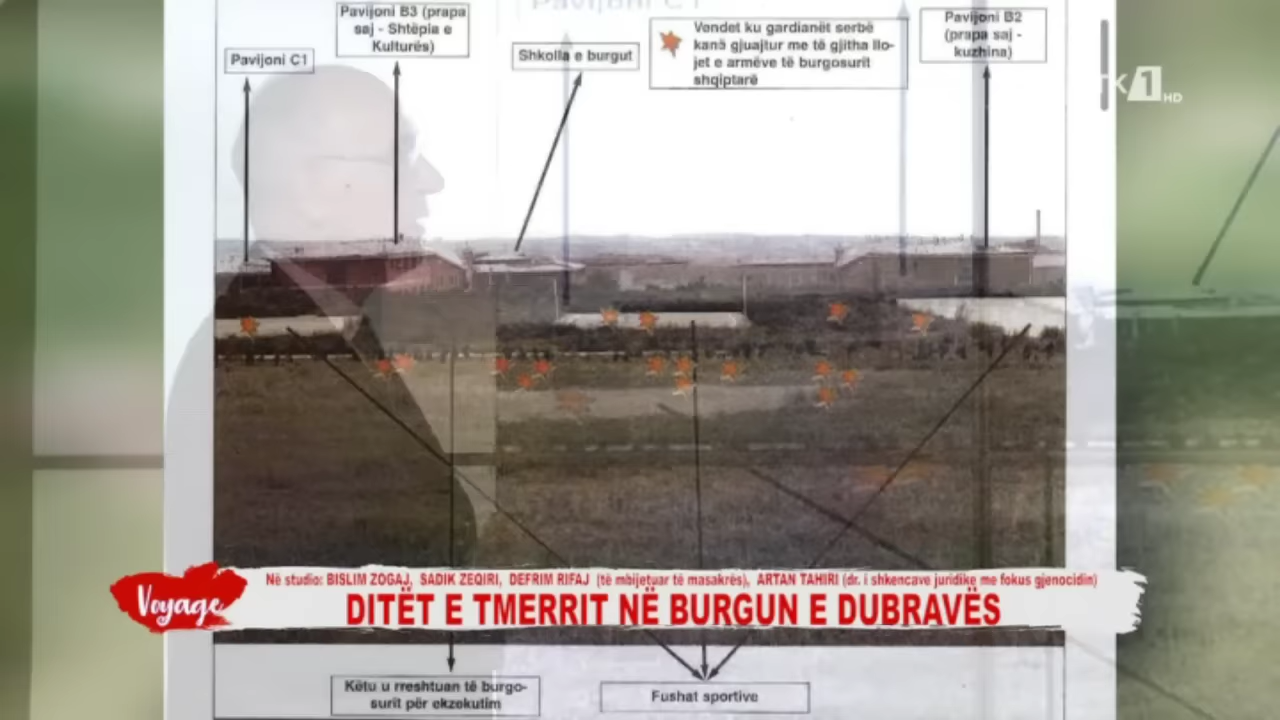 Pavijoni C1
Pavijoni B3 (prapa
saj - Shtëpia e
Kulturës)
Shkolla e burgut
Vendet ku gardianët serbë
kanë gjuajtur me të gjitha llo-
jet e armëve të burgosurit
shqiptarë
Pavijoni B2
(prapa saj -
kuzhina)
Pavijoni C1
K 1 HD
Në studio: BISLIM ZOGAJ, SADIK ZEQIRI, DEFRIM RIFAJ (të mbijetuar të masakrës), ARTAN TAHIRI (dr. i shkencave juridike me fokus gjenocidin)
Voyage
DITËT E TMERRIT NË BURGUN E DUBRAVËS
Këtu u rreshtuan të burgo-
surit për ekzekutim
Fushat sportive